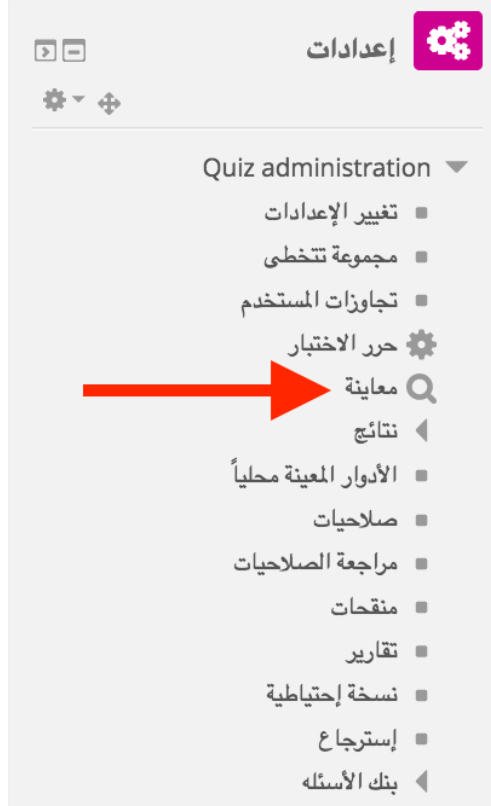 إعدادات
Quiz administration
تغيير الإعدادات
مجموعة تتخطى
تجاوزات المستخدم
حرر الاختبار
معاينة
نتائج
الأدوار المعينة محلياً
صلاحيات
مراجعة الصلاحيات
منقحات
تقارير
نسخة إحتياطية
إسترجاع
بنك الأسئله